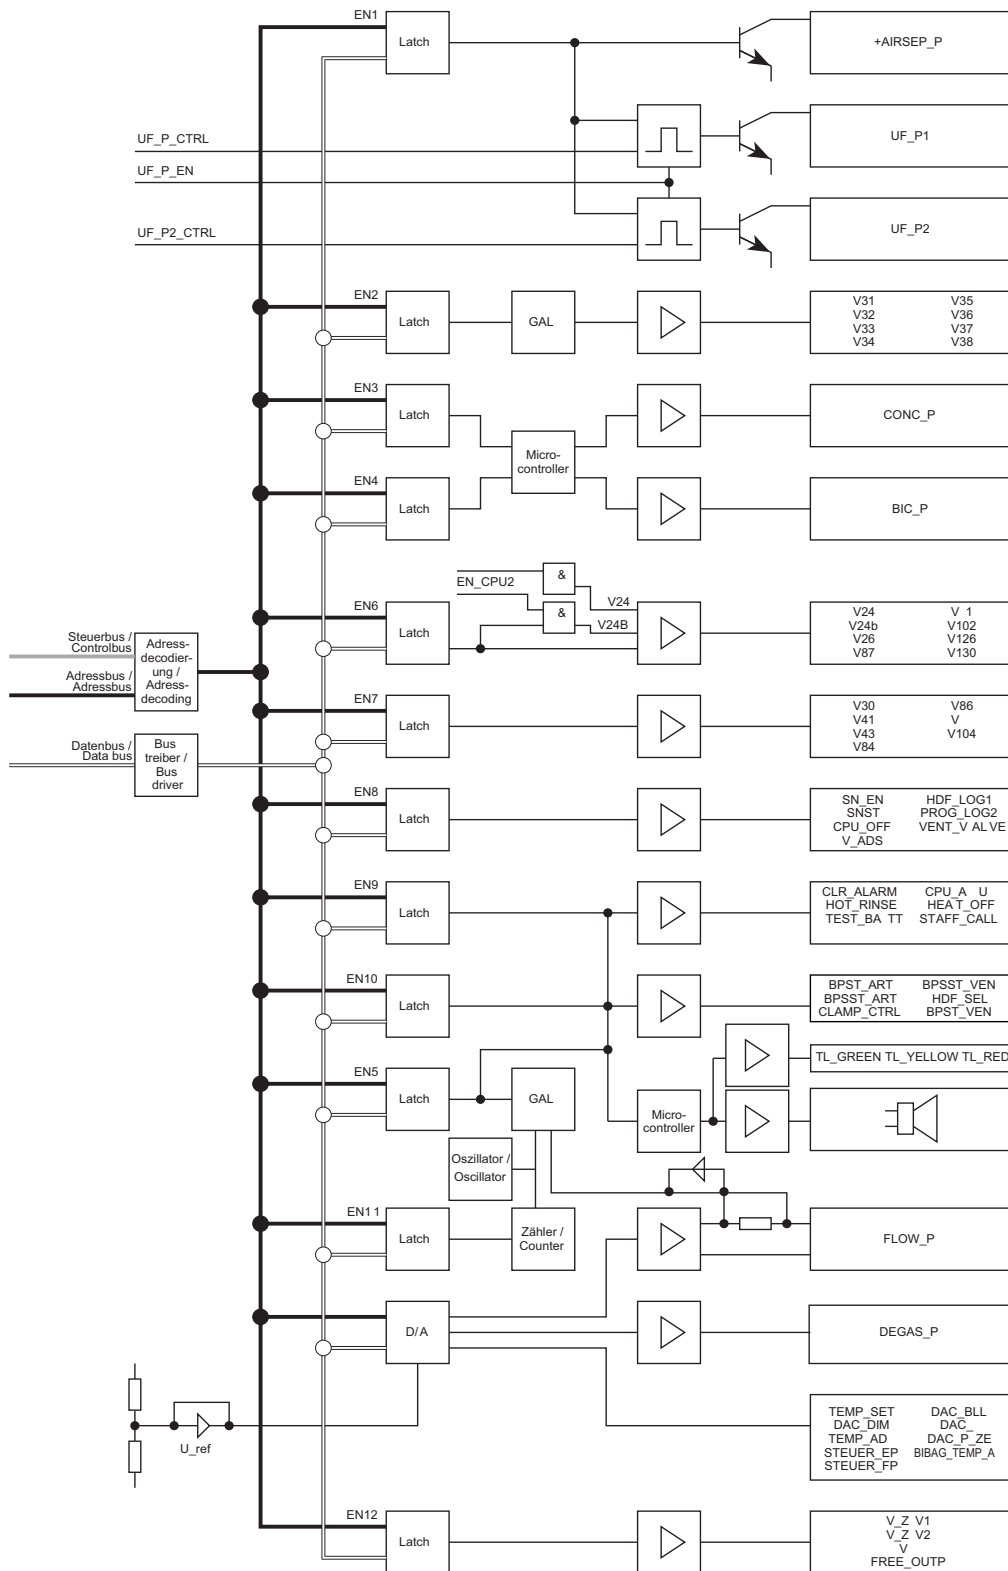 EN1
Latch
+AIRSEP_P
UF_P_CTRL
UF_P1
UF_P_EN
UF_P2_CTRL
UF_P2
EN2
Latch
GAL
V31 V35
V32 V36
V33 V37
V34 V38
EN3
Latch
CONC_P
Micro-
controller
EN4
Latch
BIC_P
EN_CPU2
&
&
V24
V24B
EN6
Latch
V24 V 1
V24b V102
V26 V126
V87 V130
Steuerbus /
Controlbus
Adressbus /
Adressbus
Adress-
decodier-
ung /
Adress-
decoding
EN7
Latch
V30 V86
V41 V
V43 V104
V84
Datenbus /
Data bus
Bus
treiber /
Bus
driver
EN8
Latch
SN_EN HDF_LOG1
SNST PROG_LOG2
CPU_OFF VENT_V ALVE
V_ADS
EN9
Latch
CLR_ALARM CPU_A U
HOT_RINSE HEAT_OFF
TEST_BA TT STAFF_CALL
EN10
Latch
BPST_ART BPSST_VEN
BPSST_ART HDF_SEL
CLAMP_CTRL BPST_VEN
TL_GREEN TL_YELLOW TL_RED
EN5
Latch
GAL
Micro-
controller
Oszillator /
Oscillator
EN11
Latch
Zähler /
Counter
FLOW_P
D/A
DEGAS_P
U_ref
TEMP_SET DAC_BLL
DAC_DIM DAC_
TEMP_AD DAC_P_ZE
STEUER_EP BIBAG_TEMP_A
STEUER_FP
EN12
Latch
V_Z V1
V_Z V2
V
FREE_OUTP